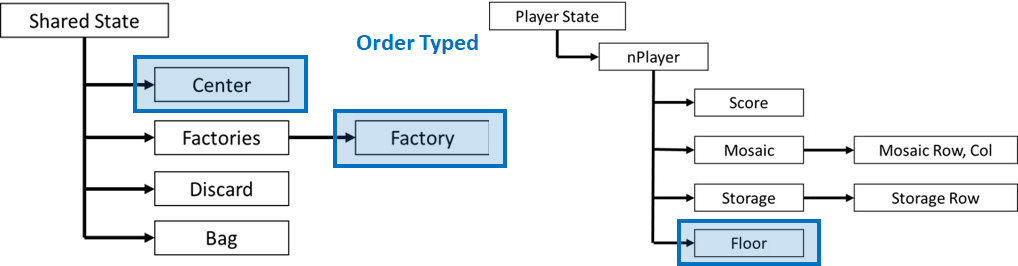 Shared State
Center
Factories
Factory
Discard
Bag
Order Typed
Player State
nPlayer
Score
Mosaic
Mosaic Row, Col
Storage
Storage Row
Floor